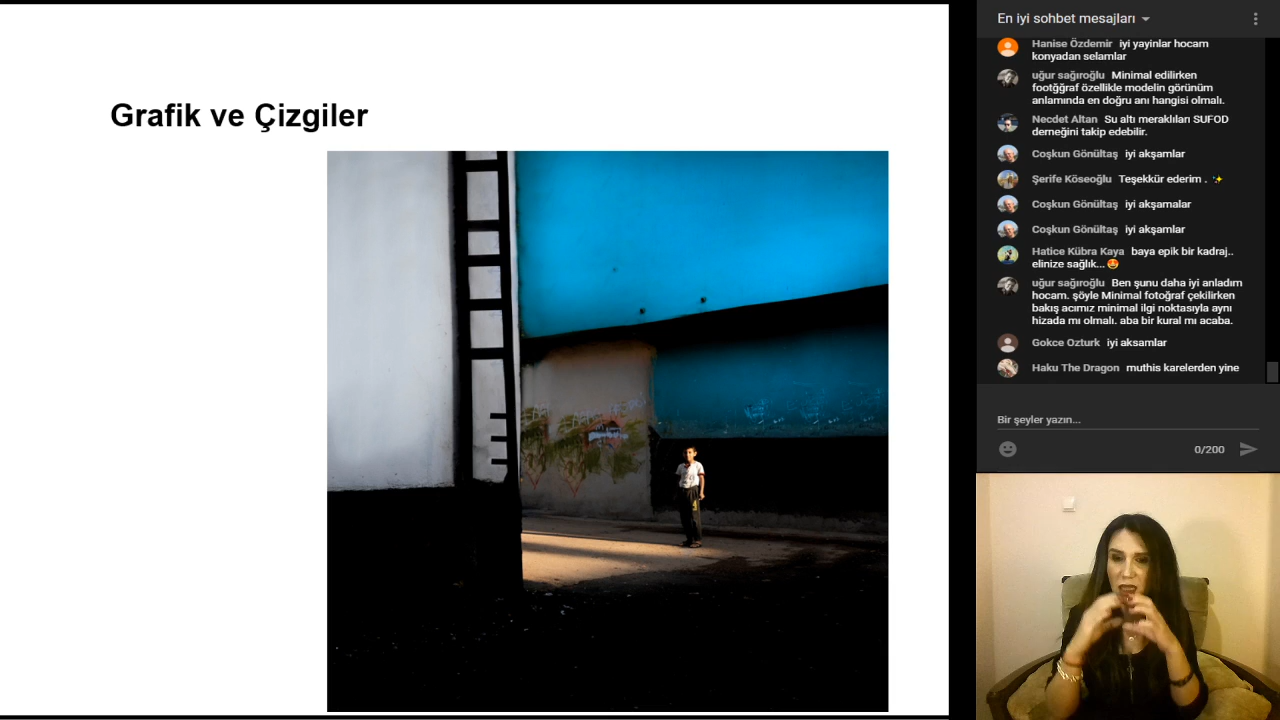 Grafik ve Çizgiler
En iyi sohbet mesajları
Hanise Özdemir iyi yayinlar hocam
konyadan selamlar
uğur sağıroğlu Minimal edilirken
footğğraf özellikle modelin görünüm
anlamında en doğru anı hangisi olmalı.
Necdet Altan Su altı meraklıları SUFOD
derneğini takip edebilir.
Coşkun Gönültaş iyi akşamlar
Şerife Köseoğlu Teşekkür ederim . ✨
Coşkun Gönültaş iyi akşamalar
Coşkun Gönültaş iyi akşamlar
Hatice Kübra Kaya baya epik bir kadraj..
elinize sağlık... 🤩
uğur sağıroğlu Ben şunu daha iyi anladım
hocam. şöyle Minimal fotoğraf çekilirken
bakış acımız minimal ilgi noktasıyla aynı
hizada mı olmalı. aba bir kural mı acaba.
Gokce Ozturk iyi aksamlar
Haku The Dragon muthis karelerden yine
Bir şeyler yazın...
0/200